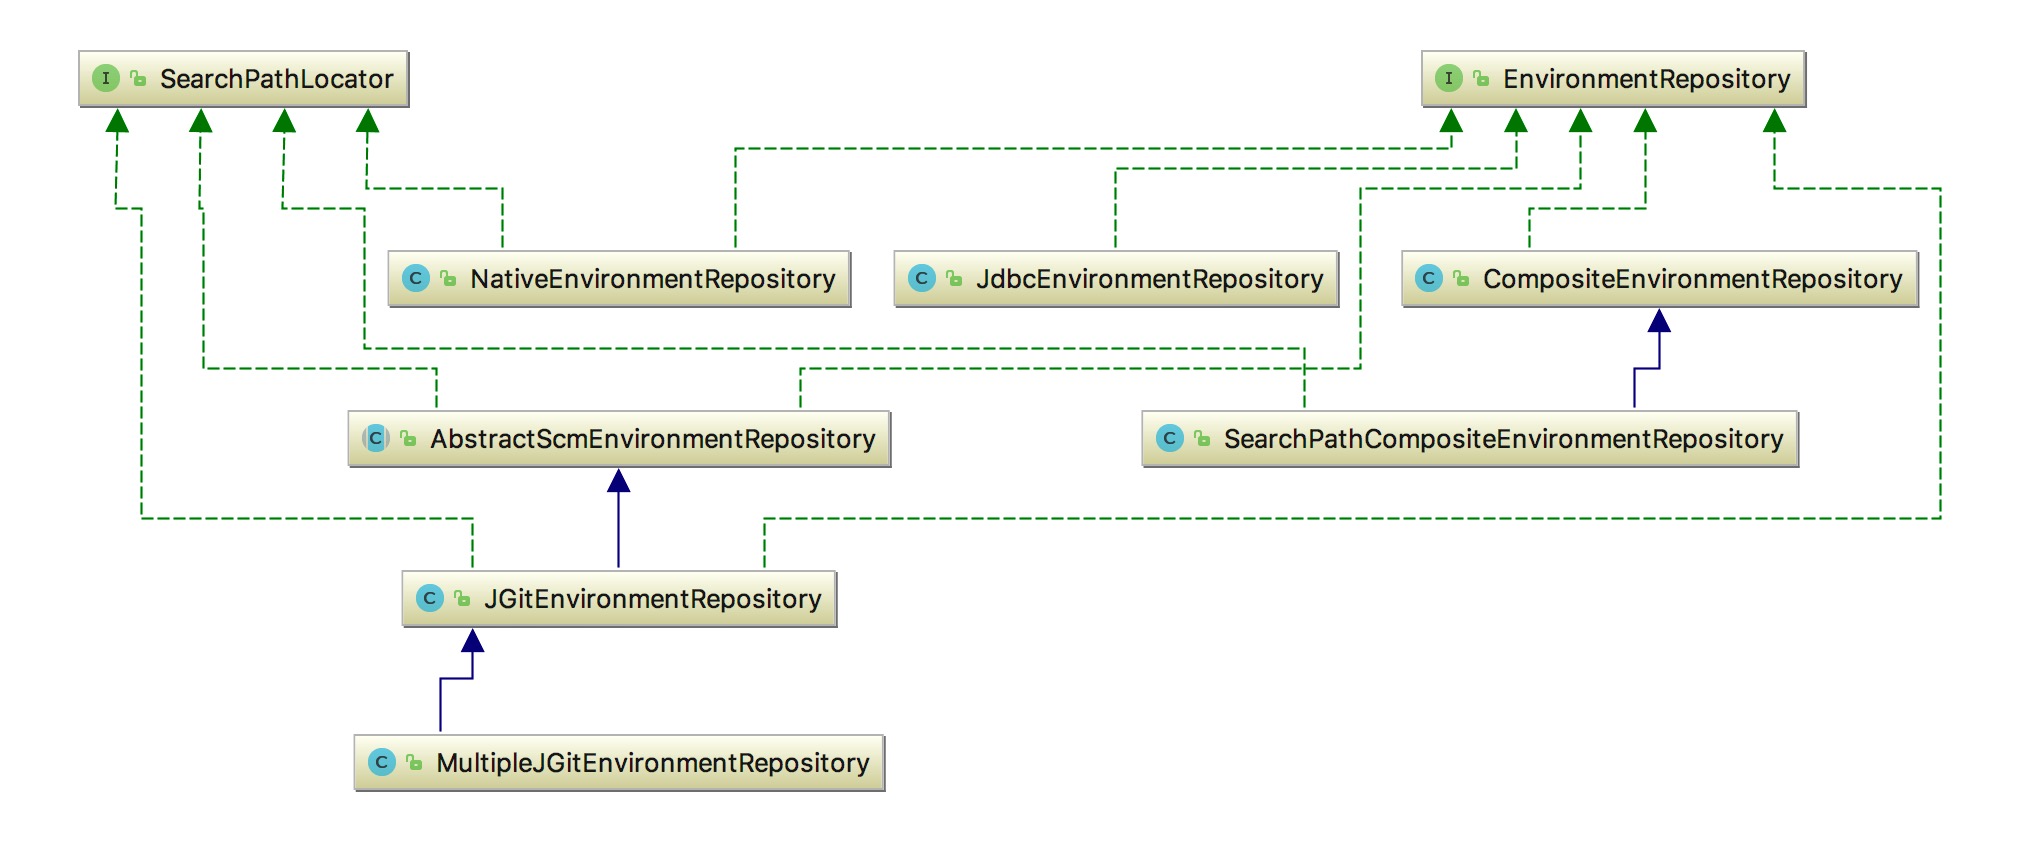 I SearchPathLocator
I EnvironmentRepository
C NativeEnvironmentRepository
C JdbcEnvironmentRepository
C CompositeEnvironmentRepository
C AbstractScmEnvironmentRepository
C SearchPathCompositeEnvironmentRepository
C JGitEnvironmentRepository
C MultipleJGitEnvironmentRepository